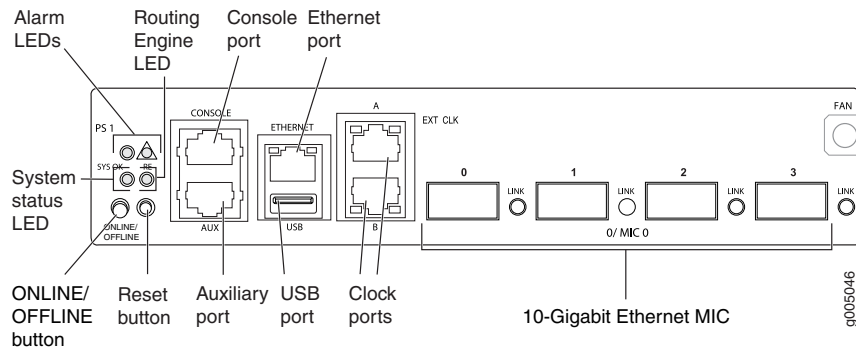 Alarm
LEDs
Routing
Engine
LED
Console
port
Ethernet
port
PS 1
CONSOLE
ETHERNET
A
EXT CLK
FAN
SYS OK
RE
0
LINK
1
LINK
2
LINK
3
LINK
System
status
LED
ONLINE/
OFFLINE
AUX
USB
B
0/ MIC 0
ONLINE/
OFFLINE
button
Reset
button
Auxiliary
port
USB
port
Clock
ports
10-Gigabit Ethernet MIC
g005046